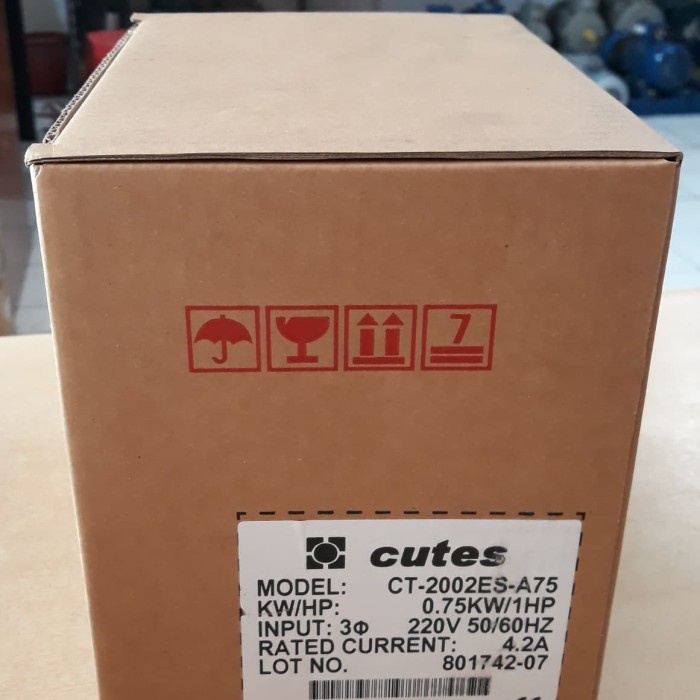 7
cutes
MODEL: CT-2002ES-A75
KW/HP: 0.75KW/1HP
INPUT: 3Φ 220V 50/60HZ
RATED CURRENT: 4.2A
LOT NO. 801742-07